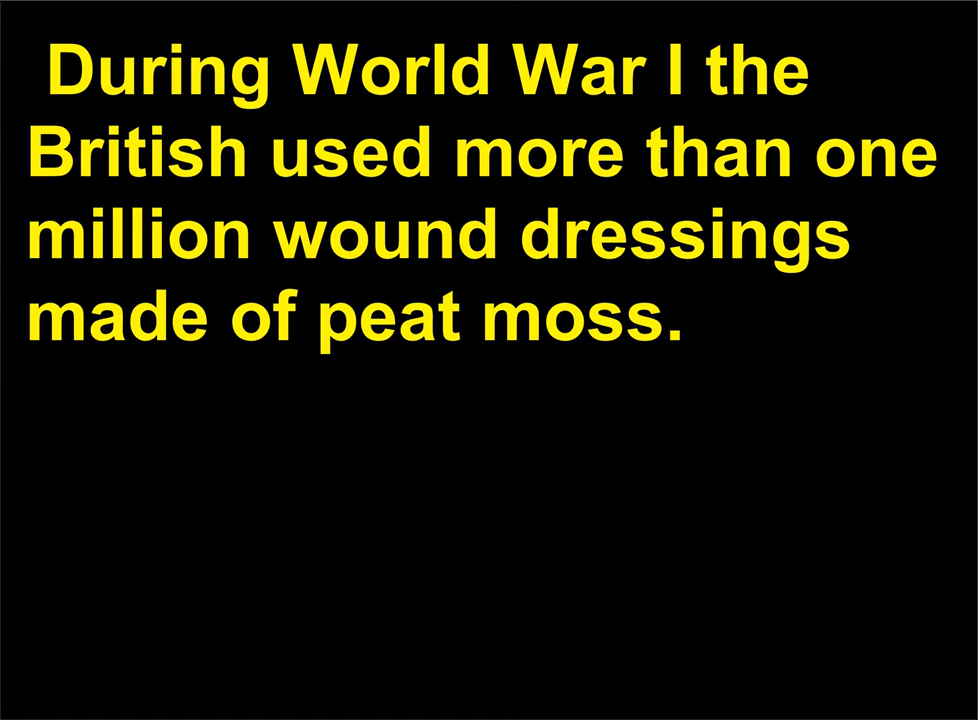 During World War I the
British used more than one
million wound dressings
made of peat moss.